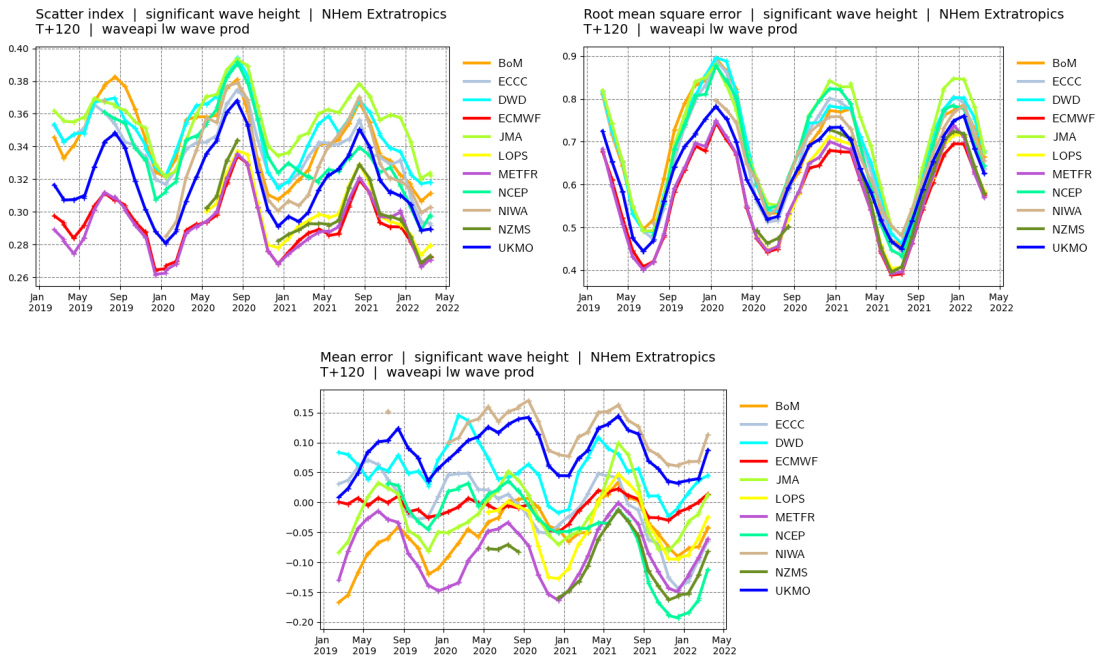 Scatter index | significant wave height | NHem Extratropics
T+120 | waveapi lw wave prod
0.40
0.38
0.36
0.34
0.32
0.30
0.28
0.26
Jan 2019
May 2019
Sep 2019
Jan 2020
May 2020
Sep 2020
Jan 2021
May 2021
Sep 2021
Jan 2022
May 2022
BoM
ECCC
DWD
ECMWF
JMA
LOPS
METFR
NCEP
NIWA
NZMS
UKMO
Root mean square error | significant wave height | NHem Extratropics
T+120 | waveapi lw wave prod
0.9
0.8
0.7
0.6
0.5
0.4
Jan 2019
May 2019
Sep 2019
Jan 2020
May 2020
Sep 2020
Jan 2021
May 2021
Sep 2021
Jan 2022
May 2022
BoM
ECCC
DWD
ECMWF
JMA
LOPS
METFR
NCEP
NIWA
NZMS
UKMO
Mean error | significant wave height | NHem Extratropics
T+120 | waveapi lw wave prod
0.15
0.10
0.05
0.00
−0.05
−0.10
−0.15
−0.20
Jan 2019
May 2019
Sep 2019
Jan 2020
May 2020
Sep 2020
Jan 2021
May 2021
Sep 2021
Jan 2022
May 2022
BoM
ECCC
DWD
ECMWF
JMA
LOPS
METFR
NCEP
NIWA
NZMS
UKMO